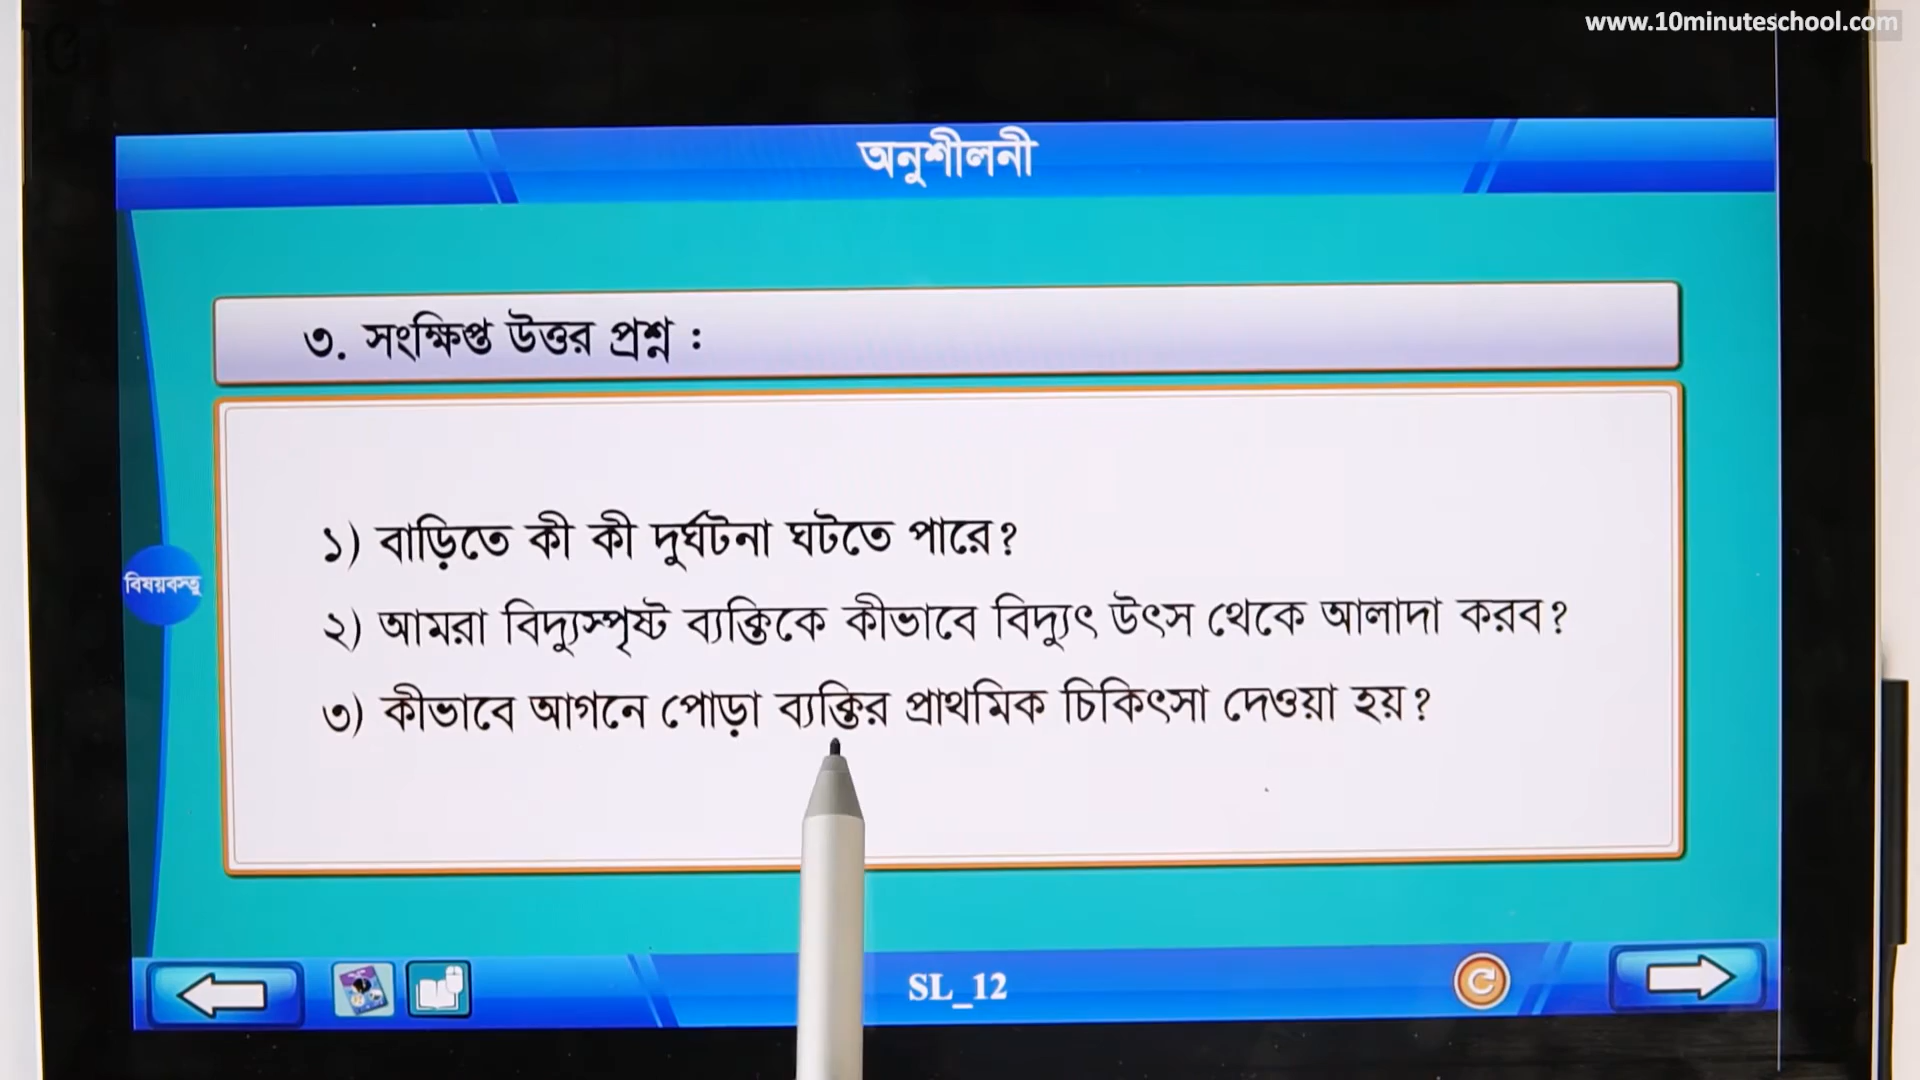 www.10minuteschool.com
অনুশীলনী
৩. সংক্ষিপ্ত উত্তর প্রশ্ন :
১) বাড়িতে কী কী দুর্ঘটনা ঘটতে পারে?
২) আমরা বিদ্যুস্পৃষ্ট ব্যক্তিকে কীভাবে বিদ্যুৎ উৎস থেকে আলাদা করব?
বিষয়বস্তু
৩) কীভাবে আগনে পোড়া ব্যক্তির প্রাথমিক চিকিৎসা দেওয়া হয়?
SL_12